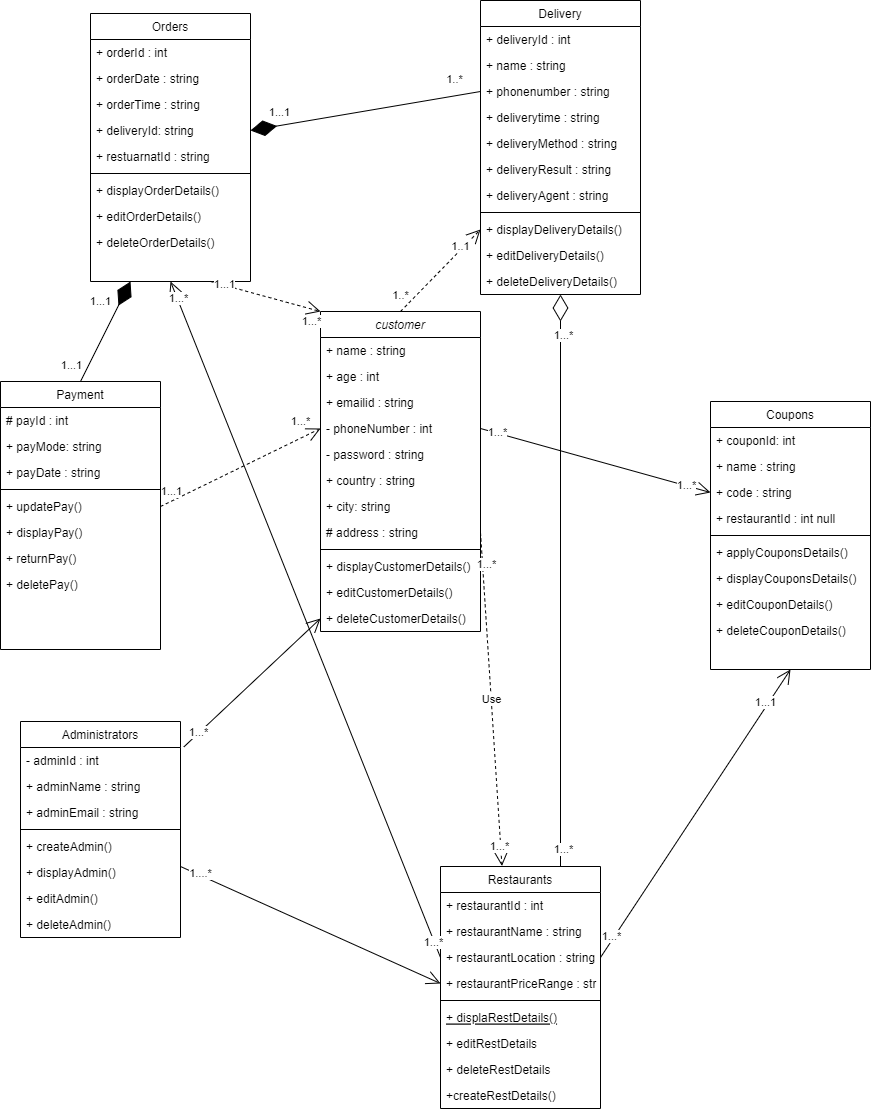 Orders
+ orderId : int
+ orderDate : string
+ orderTime : string
+ deliveryId: string
+ restuarnatId : string
+ displayOrderDetails()
+ editOrderDetails()
+ deleteOrderDetails()
Delivery
+ deliveryId : int
+ name : string
+ phonenumber : string
+ deliverytime : string
+ deliveryMethod : string
+ deliveryResult : string
+ deliveryAgent : string
+ displayDeliveryDetails()
+ editDeliveryDetails()
+ deleteDeliveryDetails()
1...1
1..*
1...1
1...1
1...1
1...*
1...*
1..*
1..1
1...*
customer
+ name : string
+ age : int
+ emailid : string
- phoneNumber : int
- password : string
+ country : string
+ city: string
# address : string
+ displayCustomerDetails()
+ editCustomerDetails()
+ deleteCustomerDetails()
Payment
# payId : int
+ payMode: string
+ payDate : string
+ updatePay()
+ displayPay()
+ returnPay()
+ deletePay()
1...1
1...*
1...*
1...*
Coupons
+ couponId: int
+ name : string
+ code : string
+ restaurantId : int null
+ applyCouponsDetails()
+ displayCouponsDetails()
+ editCouponDetails()
+ deleteCouponDetails()
1...*
Use
1...*
1...*
1...1
1...*
Administrators
- adminId : int
+ adminName : string
+ adminEmail : string
+ createAdmin()
+ displayAdmin()
+ editAdmin()
+ deleteAdmin()
1...*
1....*
1...*
Restaurants
+ restaurantId : int
+ restaurantName : string
+ restaurantLocation : string
+ restaurantPriceRange : str
+ displaRestDetails()
+ editRestDetails
+ deleteRestDetails
+createRestDetails()